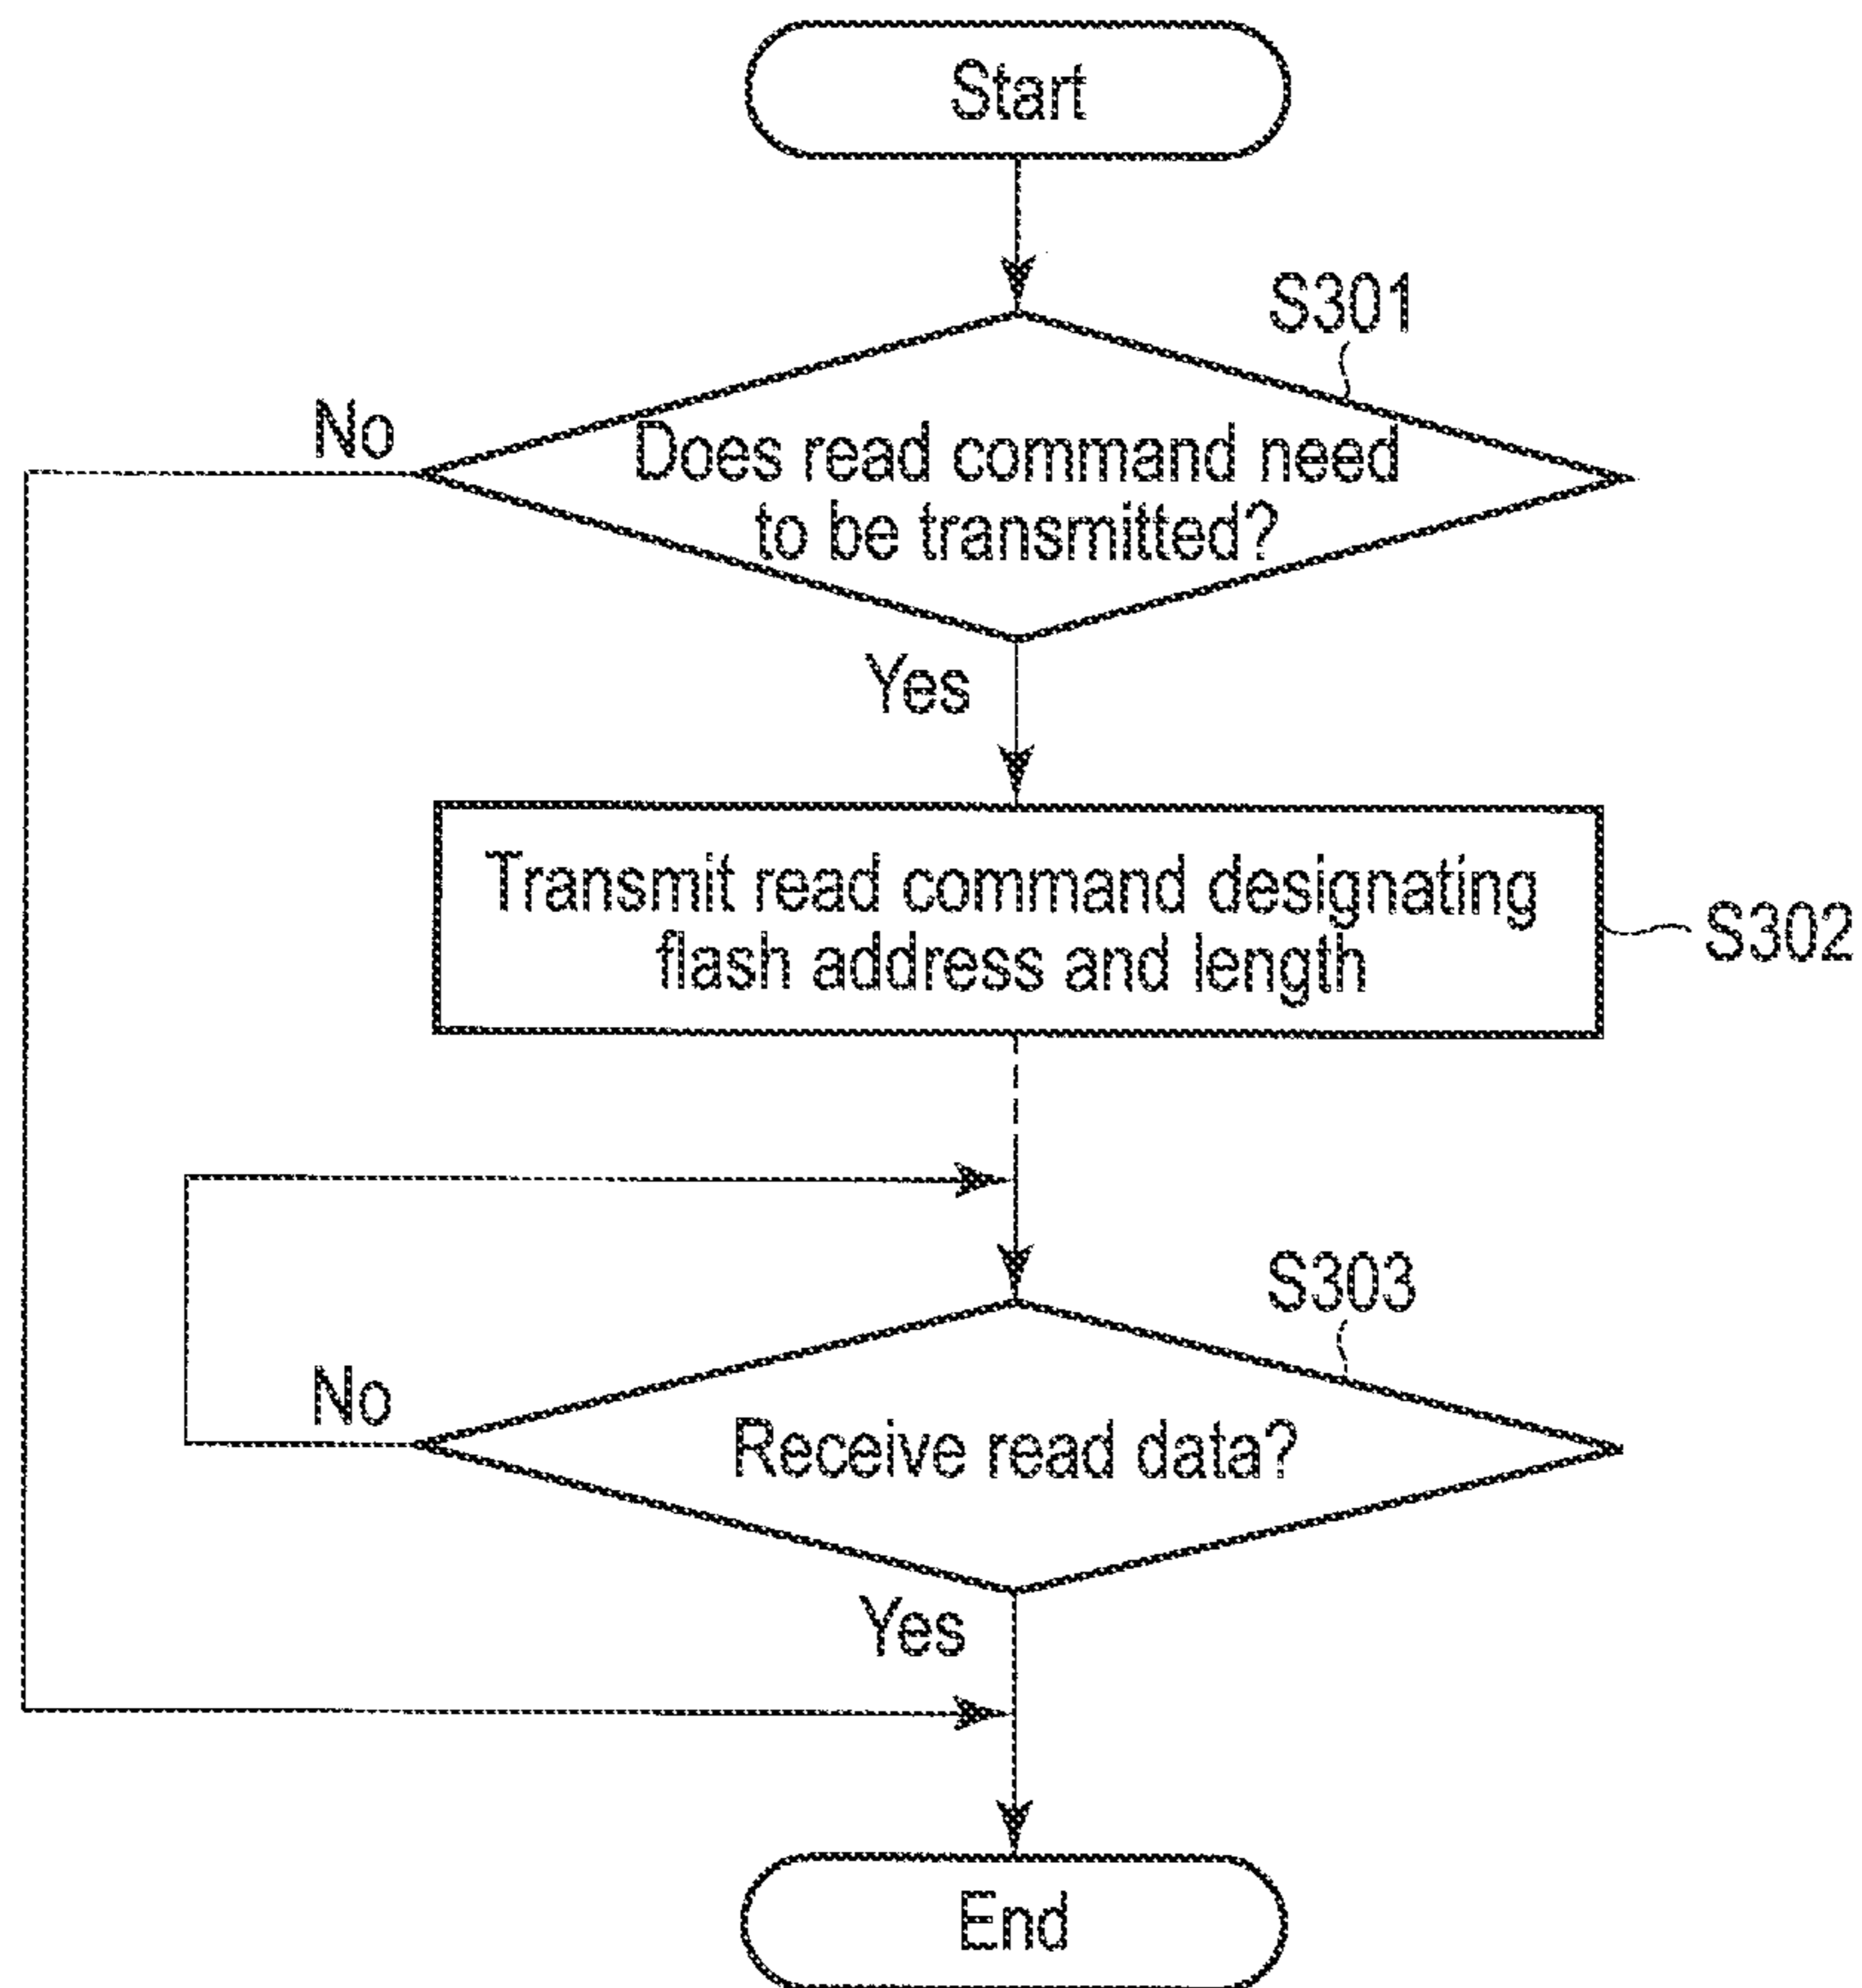 Start
S301
No
Does read command need
to be transmitted?
Yes
Transmit read command designating
flash address and length
S302
S303
No
Receive read data?
Yes
End